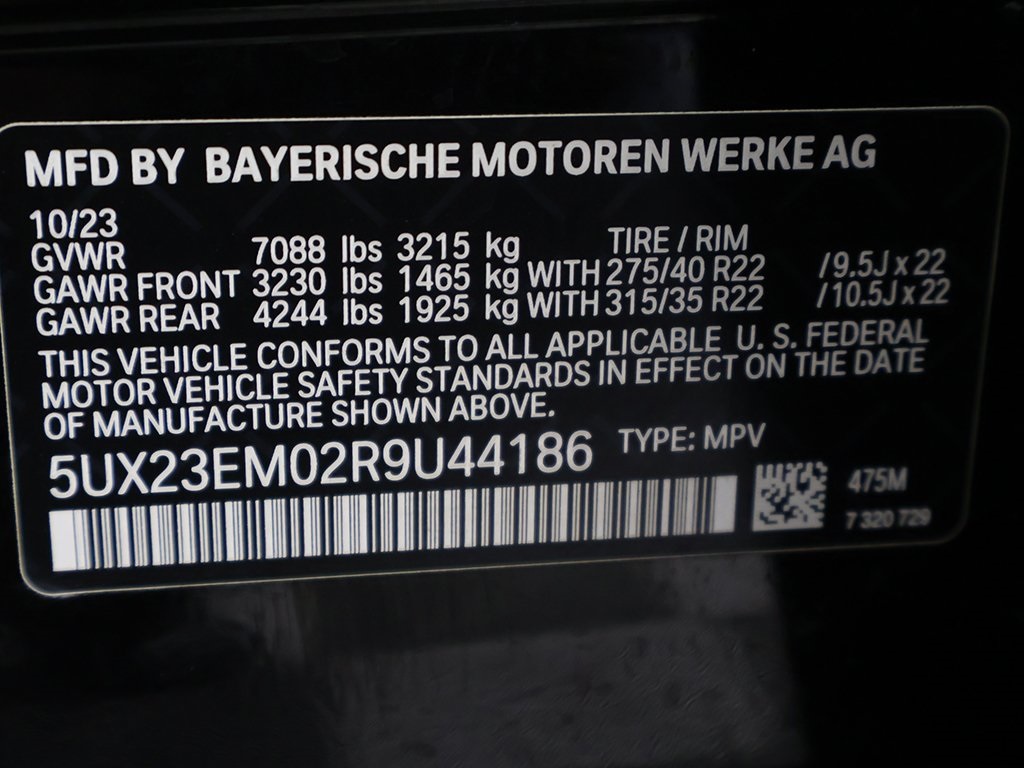 MFD BY BAYERISCHE MOTOREN WERKE AG
10/23
GVWR 7088 lbs 3215 kg TIRE / RIM
GAWR FRONT 3230 lbs 1465 kg WITH 275/40 R22 /9.5J x 22
GAWR REAR 4244 lbs 1925 kg WITH 315/35 R22 /10.5J x 22
THIS VEHICLE CONFORMS TO ALL APPLICABLE U. S. FEDERAL
MOTOR VEHICLE SAFETY STANDARDS IN EFFECT ON THE DATE
OF MANUFACTURE SHOWN ABOVE.
5UX23EM02R9U44186 TYPE: MPV
475M
7 320 729